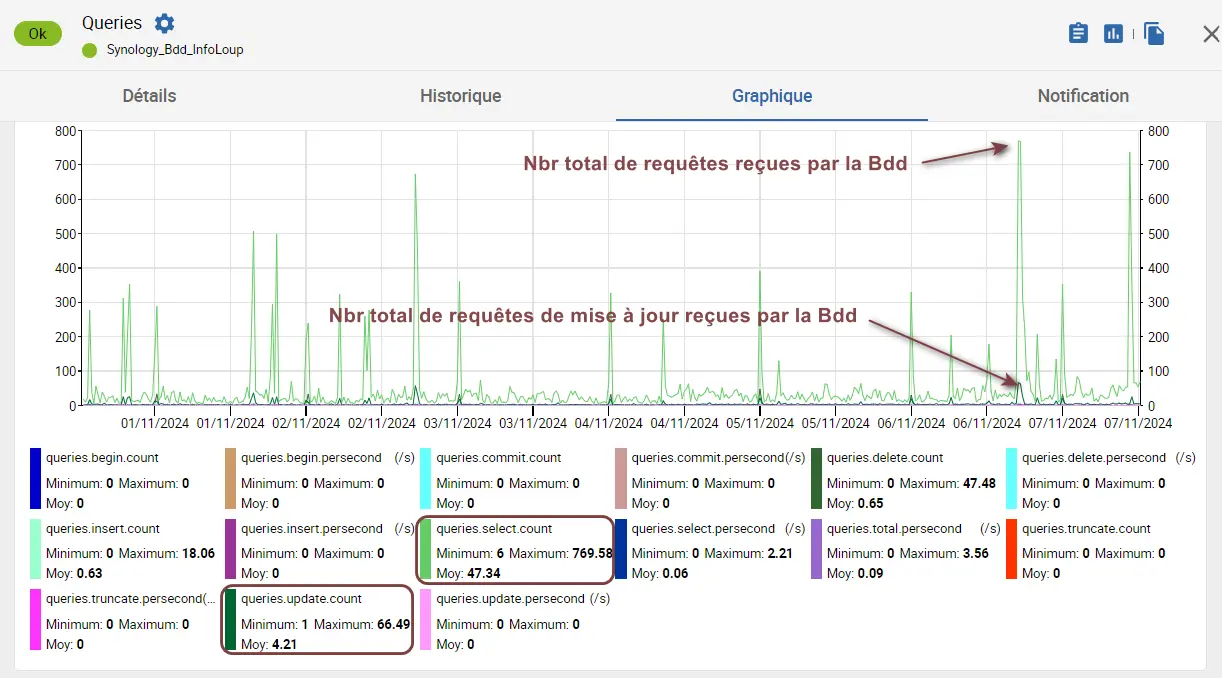 Ok
Queries
Synology_Bdd_InfoLoup
Détails Historique Graphique Notification
800 800
Nbr total de requêtes reçues par la Bdd
700 700
600 600
500 500
400 400
300 300
Nbr total de requêtes de mise à jour reçues par la Bdd
200 200
100 100
0 0
01/11/2024 01/11/2024 02/11/2024 02/11/2024 03/11/2024 03/11/2024 04/11/2024 04/11/2024 05/11/2024 05/11/2024 06/11/2024 06/11/2024 07/11/2024 07/11/2024
queries.begin.count queries.begin.persecond (/s) queries.commit.count queries.commit.persecond(/s) queries.delete.count queries.delete.persecond (/s)
Minimum: 0 Maximum: 0 Minimum: 0 Maximum: 0 Minimum: 0 Maximum: 0 Minimum: 0 Maximum: 0 Minimum: 0 Maximum: 47.48 Minimum: 0 Maximum: 0
Moy: 0 Moy: 0 Moy: 0 Moy: 0 Moy: 0.65 Moy: 0
queries.insert.count queries.insert.persecond (/s) queries.select.count queries.select.persecond (/s) queries.total.persecond (/s) queries.truncate.count
Minimum: 0 Maximum: 18.06 Minimum: 0 Maximum: 0 Minimum: 6 Maximum: 769.58 Minimum: 0 Maximum: 2.21 Minimum: 0 Maximum: 3.56 Minimum: 0 Maximum: 0
Moy: 0.63 Moy: 0 Moy: 47.34 Moy: 0.06 Moy: 0.09 Moy: 0
queries.truncate.persecond(... queries.update.count queries.update.persecond (/s)
Minimum: 0 Maximum: 0 Minimum: 1 Maximum: 66.49 Minimum: 0 Maximum: 0
Moy: 0 Moy: 4.21 Moy: 0